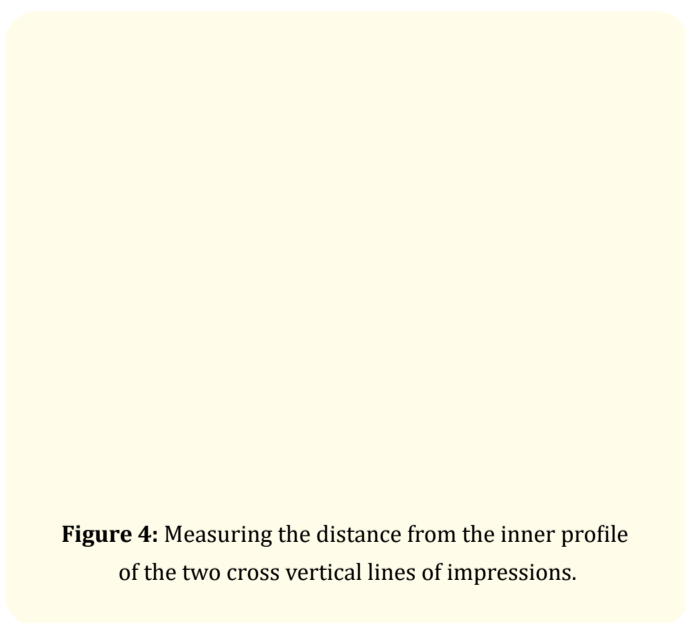 Figure 4: Measuring the distance from the inner profile
of the two cross vertical lines of impressions.